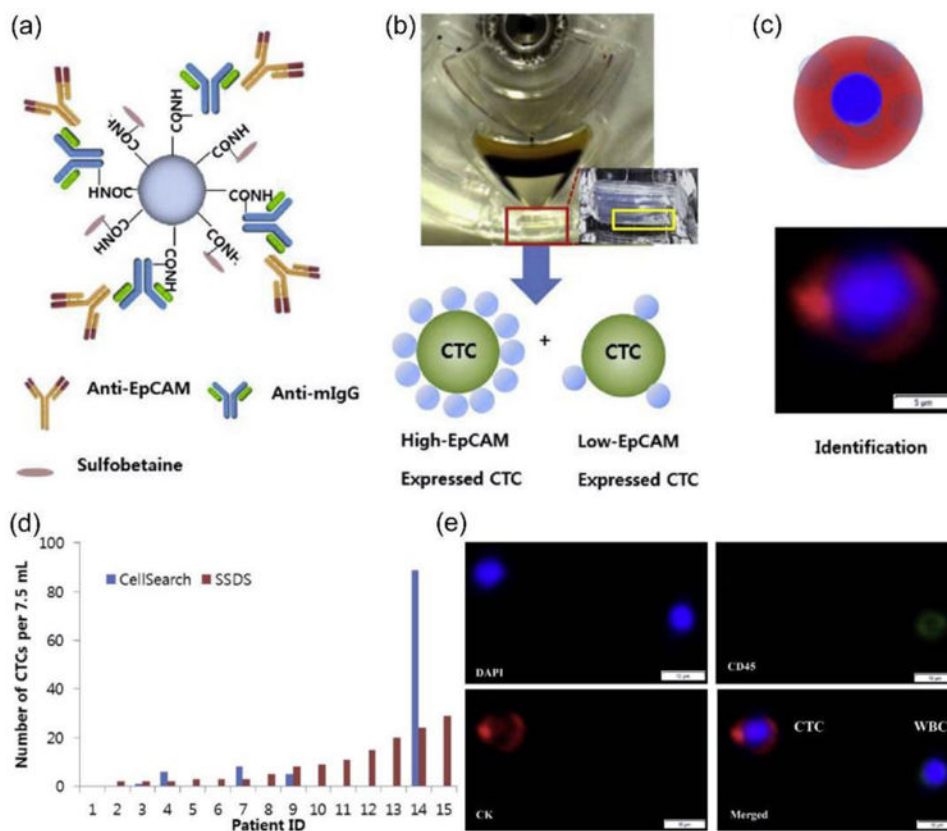 (a)
CONH
CONH
CONH
HNOC
CONH
CONH
CONH
CONH
Anti-EpCAM
Anti-mIgG
Sulfobetaine
(b)
CTC
+
CTC
High-EpCAM
Low-EpCAM
Expressed CTC
Expressed CTC
(c)
5 μm
Identification
(d)
100
80
60
40
20
0
Number of CTCs per 7.5 mL
CellSearch
SSDS
1 2 3 4 5 6 7 8 9 10 11 12 13 14 15
Patient ID
(e)
DAPI
CD45
CK
CTC
WBC
Merged